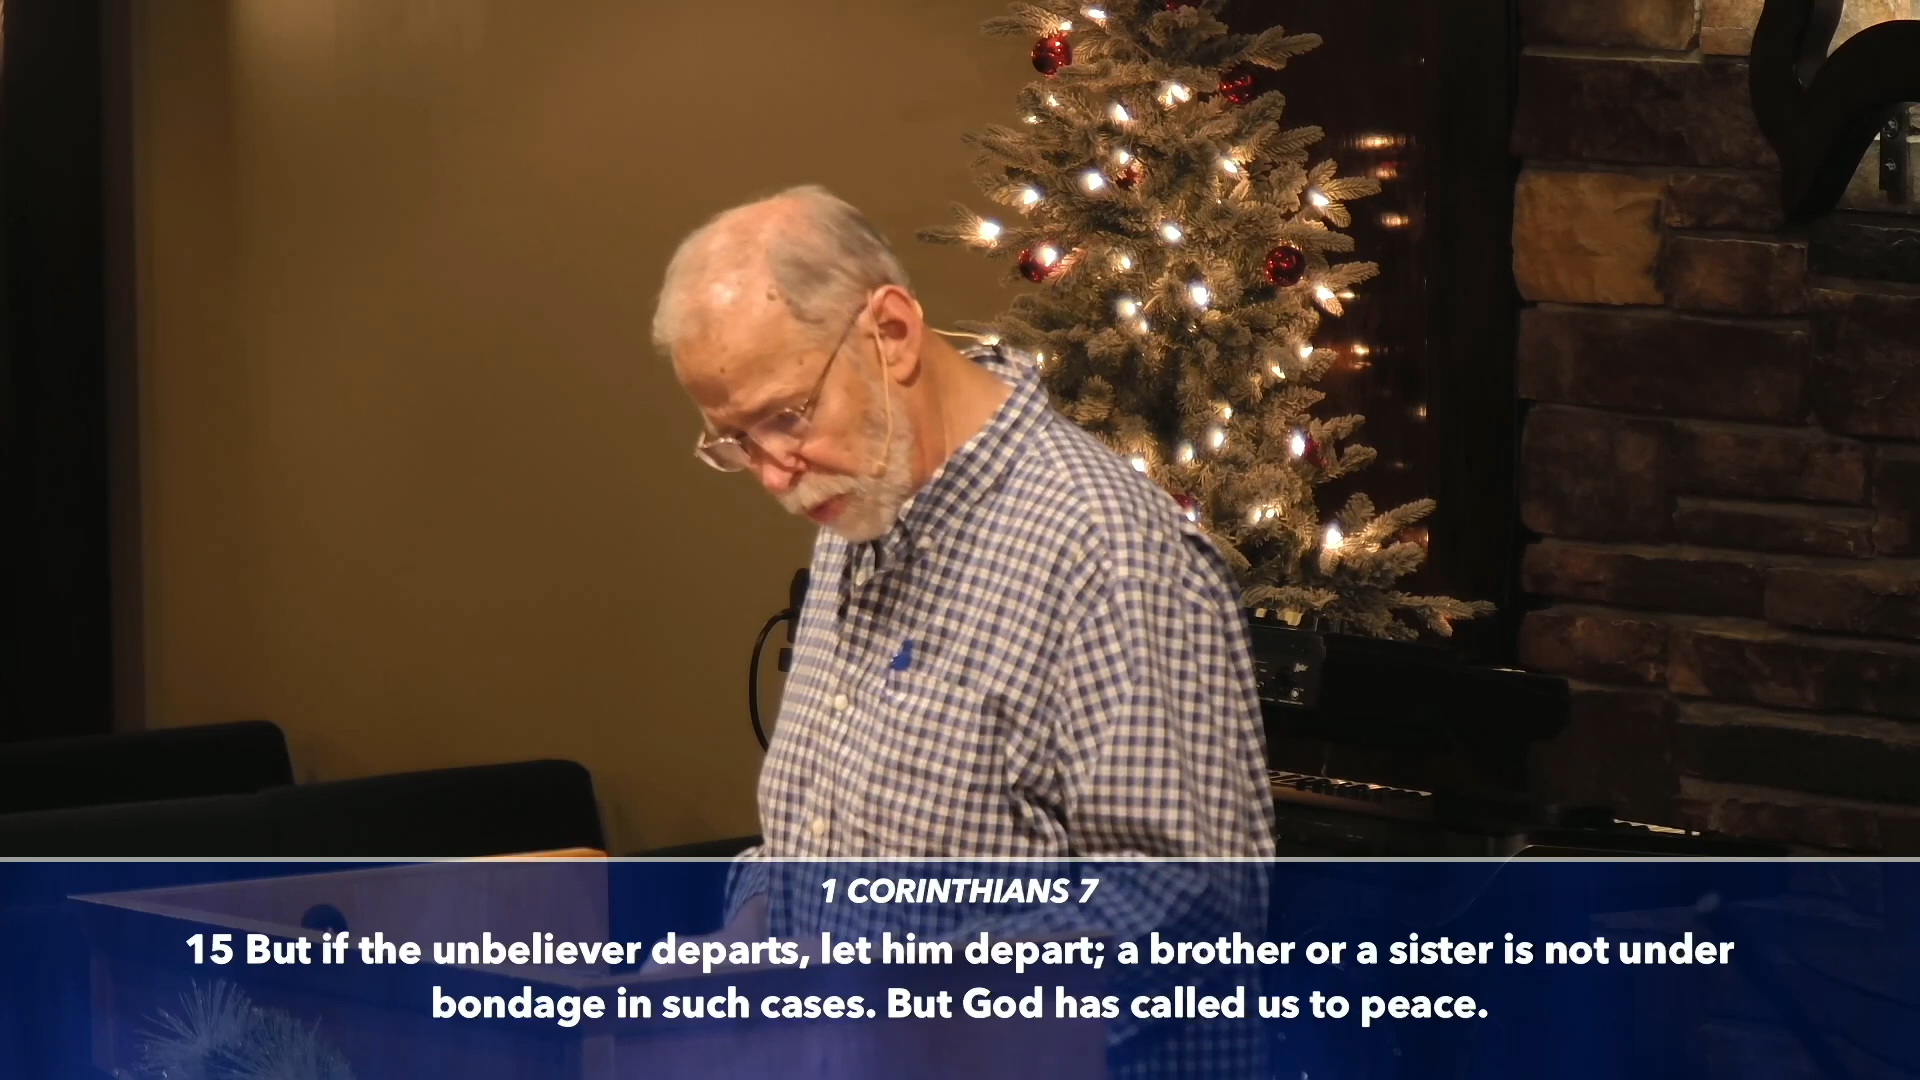 1 CORINTHIANS 7
15 But if the unbeliever departs, let him depart; a brother or a sister is not under
bondage in such cases. But God has called us to peace.